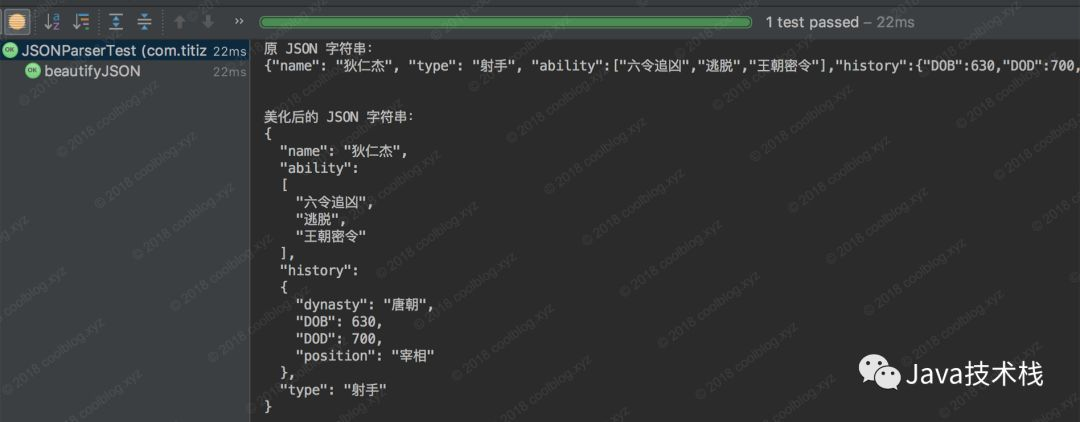 1 test passed – 22ms
JSONParserTest (com.titiz 22ms
beautifyJSON 22ms
原 JSON 字符串:
{"name": "狄仁杰", "type": "射手", "ability":["六令追凶","逃脱","王朝密令"],"history":{"DOB":630,"DOD":700,
美化后的 JSON 字符串:
{
"name": "狄仁杰",
"ability":
[
"六令追凶",
"逃脱",
"王朝密令"
],
"history":
{
"dynasty": "唐朝",
"DOB": 630,
"DOD": 700,
"position": "宰相"
},
"type": "射手"
}
Java技术栈
© 2018 coolblog.xyz